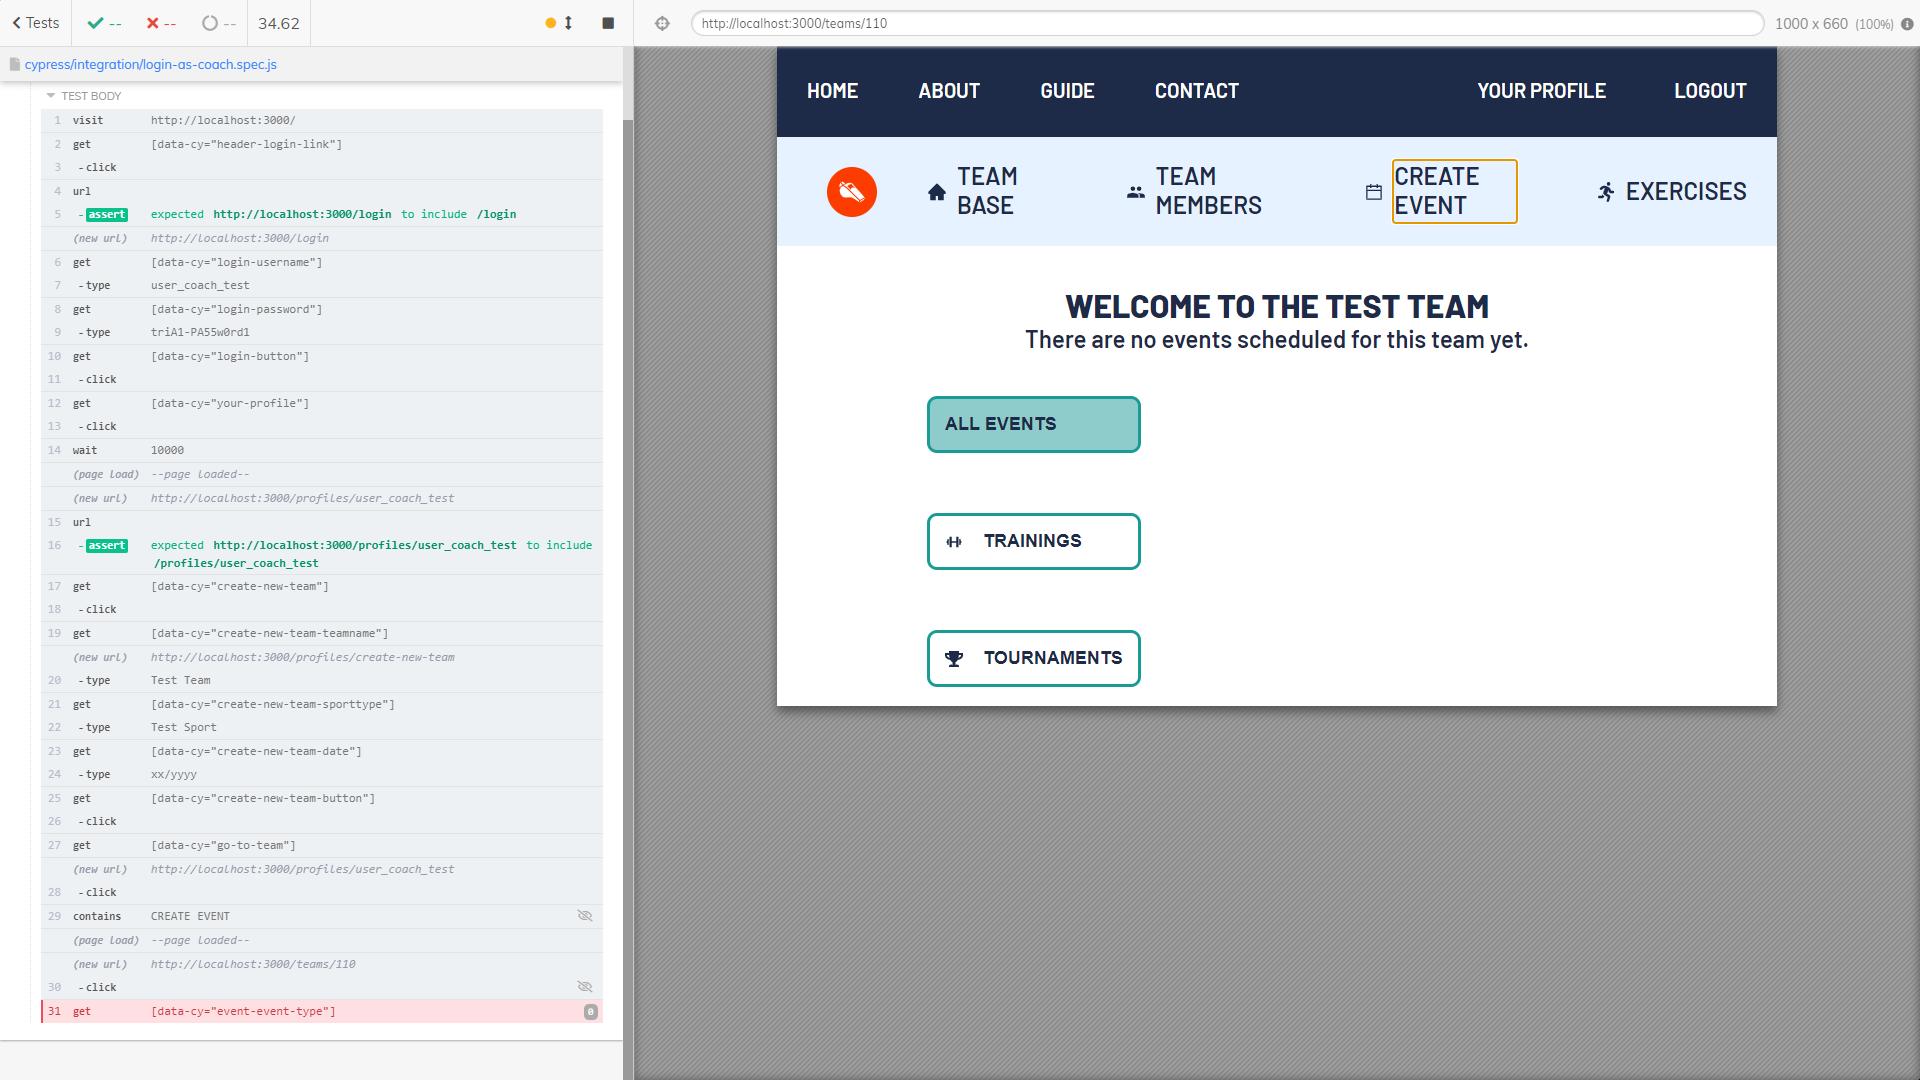 Tests
--
--
--
34.62
cypress/integration/login-as-coach.spec.js
TEST BODY
1 visit http://localhost:3000/
2 get [data-cy="header-login-link"]
3 -click
4 url
5 -assert expected http://localhost:3000/login to include /login
(new url) http://localhost:3000/login
6 get [data-cy="login-username"]
7 -type user_coach_test
8 get [data-cy="login-password"]
9 -type triA1-PA55w0rd1
10 get [data-cy="login-button"]
11 -click
12 get [data-cy="your-profile"]
13 -click
14 wait 10000
(page load) --page loaded--
(new url) http://localhost:3000/profiles/user_coach_test
15 url
16 -assert expected http://localhost:3000/profiles/user_coach_test to include
/profiles/user_coach_test
17 get [data-cy="create-new-team"]
18 -click
19 get [data-cy="create-new-team-teamname"]
(new url) http://localhost:3000/profiles/create-new-team
20 -type Test Team
21 get [data-cy="create-new-team-sporttype"]
22 -type Test Sport
23 get [data-cy="create-new-team-date"]
24 -type xx/yyyy
25 get [data-cy="create-new-team-button"]
26 -click
27 get [data-cy="go-to-team"]
(new url) http://localhost:3000/profiles/user_coach_test
28 -click
29 contains CREATE EVENT
(page load) --page loaded--
(new url) http://localhost:3000/teams/110
30 -click
31 get [data-cy="event-event-type"] 0
http://localhost:3000/teams/110
1000 x 660 (100%)
HOME
ABOUT
GUIDE
CONTACT
YOUR PROFILE
LOGOUT
TEAM
BASE
TEAM
MEMBERS
CREATE
EVENT
EXERCISES
WELCOME TO THE TEST TEAM
There are no events scheduled for this team yet.
ALL EVENTS
TRAININGS
TOURNAMENTS